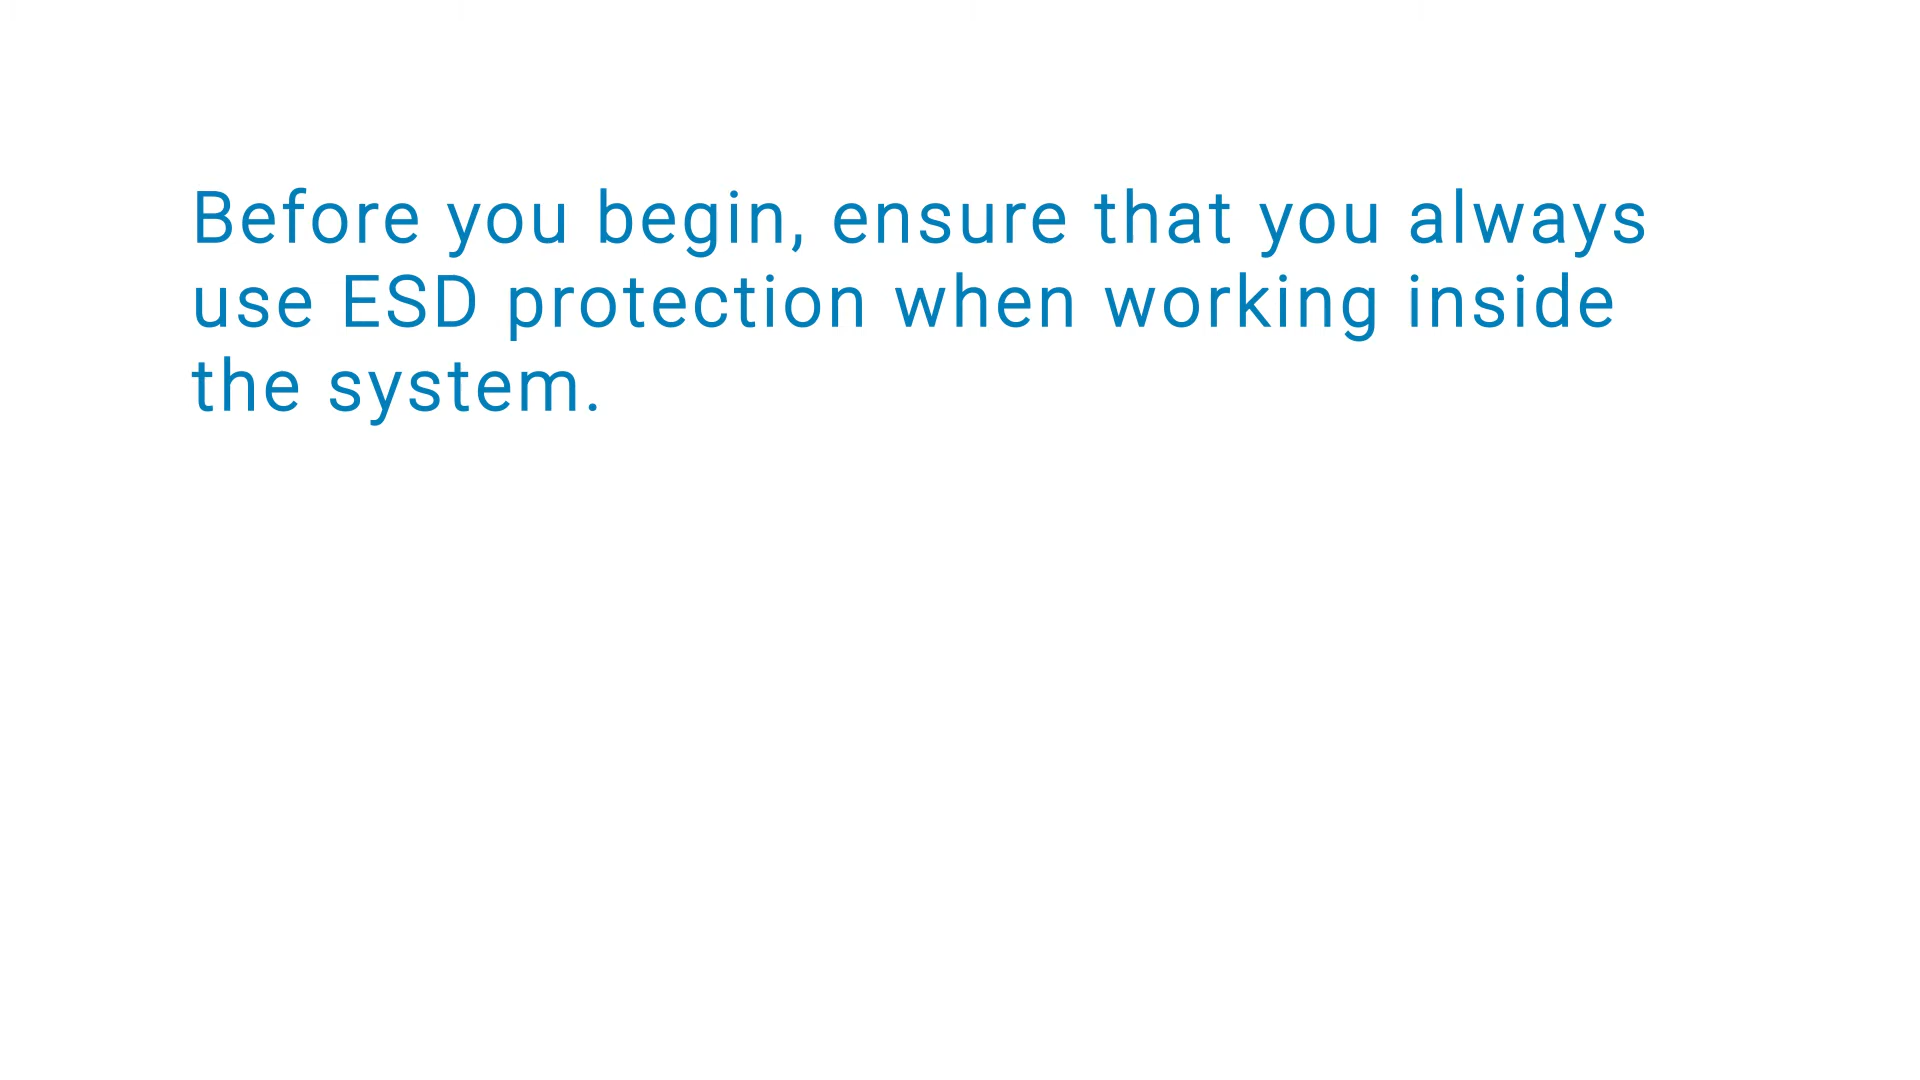 Before you begin, ensure that you always
use ESD protection when working inside
the system.